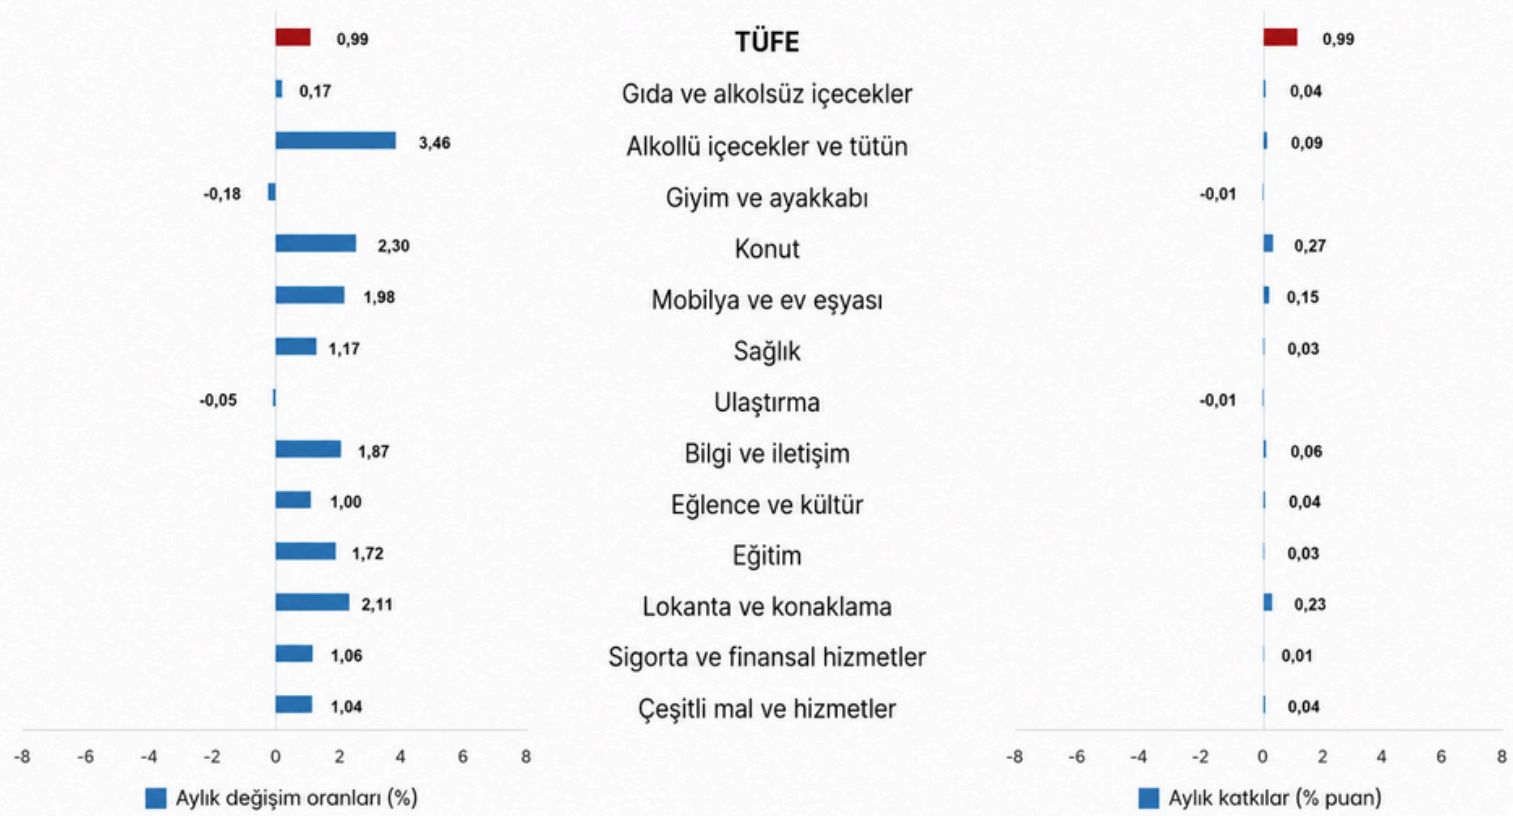 0,99 TÜFE 0,99
0,17 Gıda ve alkolsüz içecekler 0,04
3,46 Alkollü içecekler ve tütün 0,09
-0,18 Giyim ve ayakkabı -0,01
2,30 Konut 0,27
1,98 Mobilya ve ev eşyası 0,15
1,17 Sağlık 0,03
-0,05 Ulaştırma -0,01
1,87 Bilgi ve iletişim 0,06
1,00 Eğlence ve kültür 0,04
1,72 Eğitim 0,03
2,11 Lokanta ve konaklama 0,23
1,06 Sigorta ve finansal hizmetler 0,01
1,04 Çeşitli mal ve hizmetler 0,04
-8 -6 -4 -2 0 2 4 6 8 -8 -6 -4 -2 0 2 4 6 8
Aylık değişim oranları (%) Aylık katkılar (% puan)